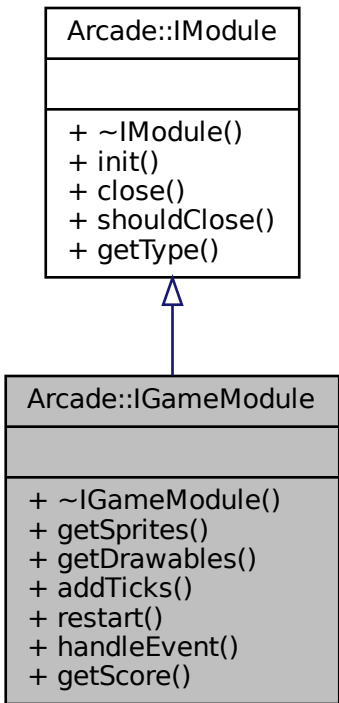 Arcade::IModule
+ ~IModule()
+ init()
+ close()
+ shouldClose()
+ getType()
Arcade::IGameModule
+ ~IGameModule()
+ getSprites()
+ getDrawables()
+ addTicks()
+ restart()
+ handleEvent()
+ getScore()